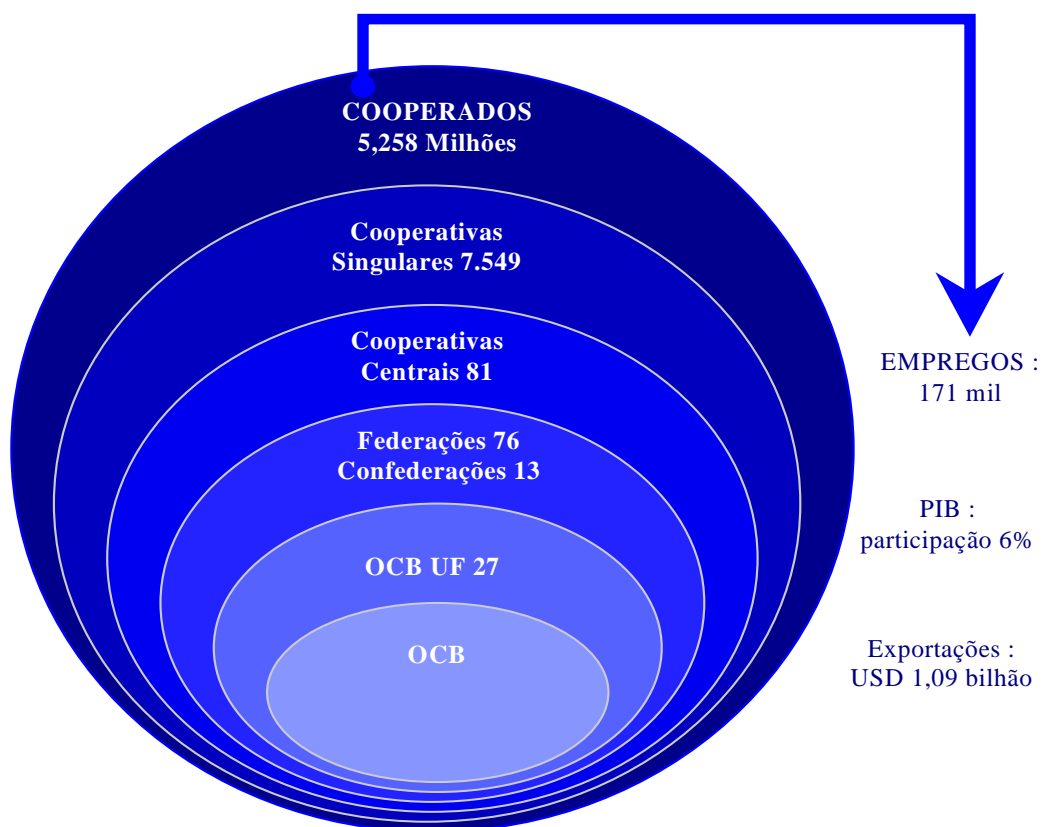 COOPERADOS
5,258 Milhões
Cooperativas
Singulares 7.549
Cooperativas
Centrais 81
Federações 76
Confederações 13
OCB UF 27
OCB
EMPREGOS :
171 mil
PIB :
participação 6%
Exportações :
USD 1,09 bilhão